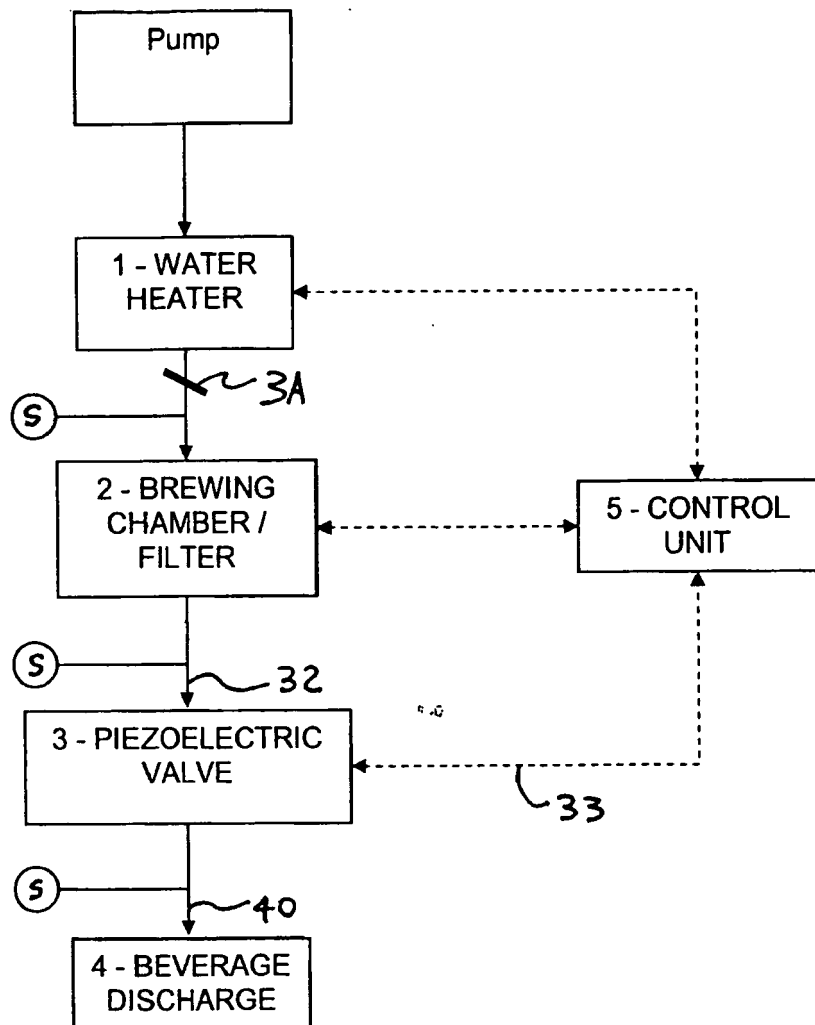 Pump
1 - WATER
HEATER
3A
S
2 - BREWING
CHAMBER /
FILTER
5 - CONTROL
UNIT
S
32
3 - PIEZOELECTRIC
VALVE
33
S
40
4 - BEVERAGE
DISCHARGE